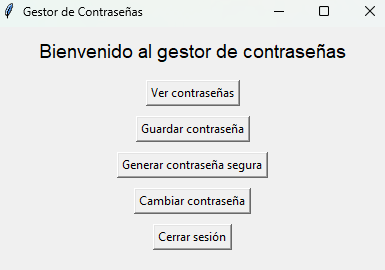 Gestor de Contraseñas
Bienvenido al gestor de contraseñas
Ver contraseñas
Guardar contraseña
Generar contraseña segura
Cambiar contraseña
Cerrar sesión